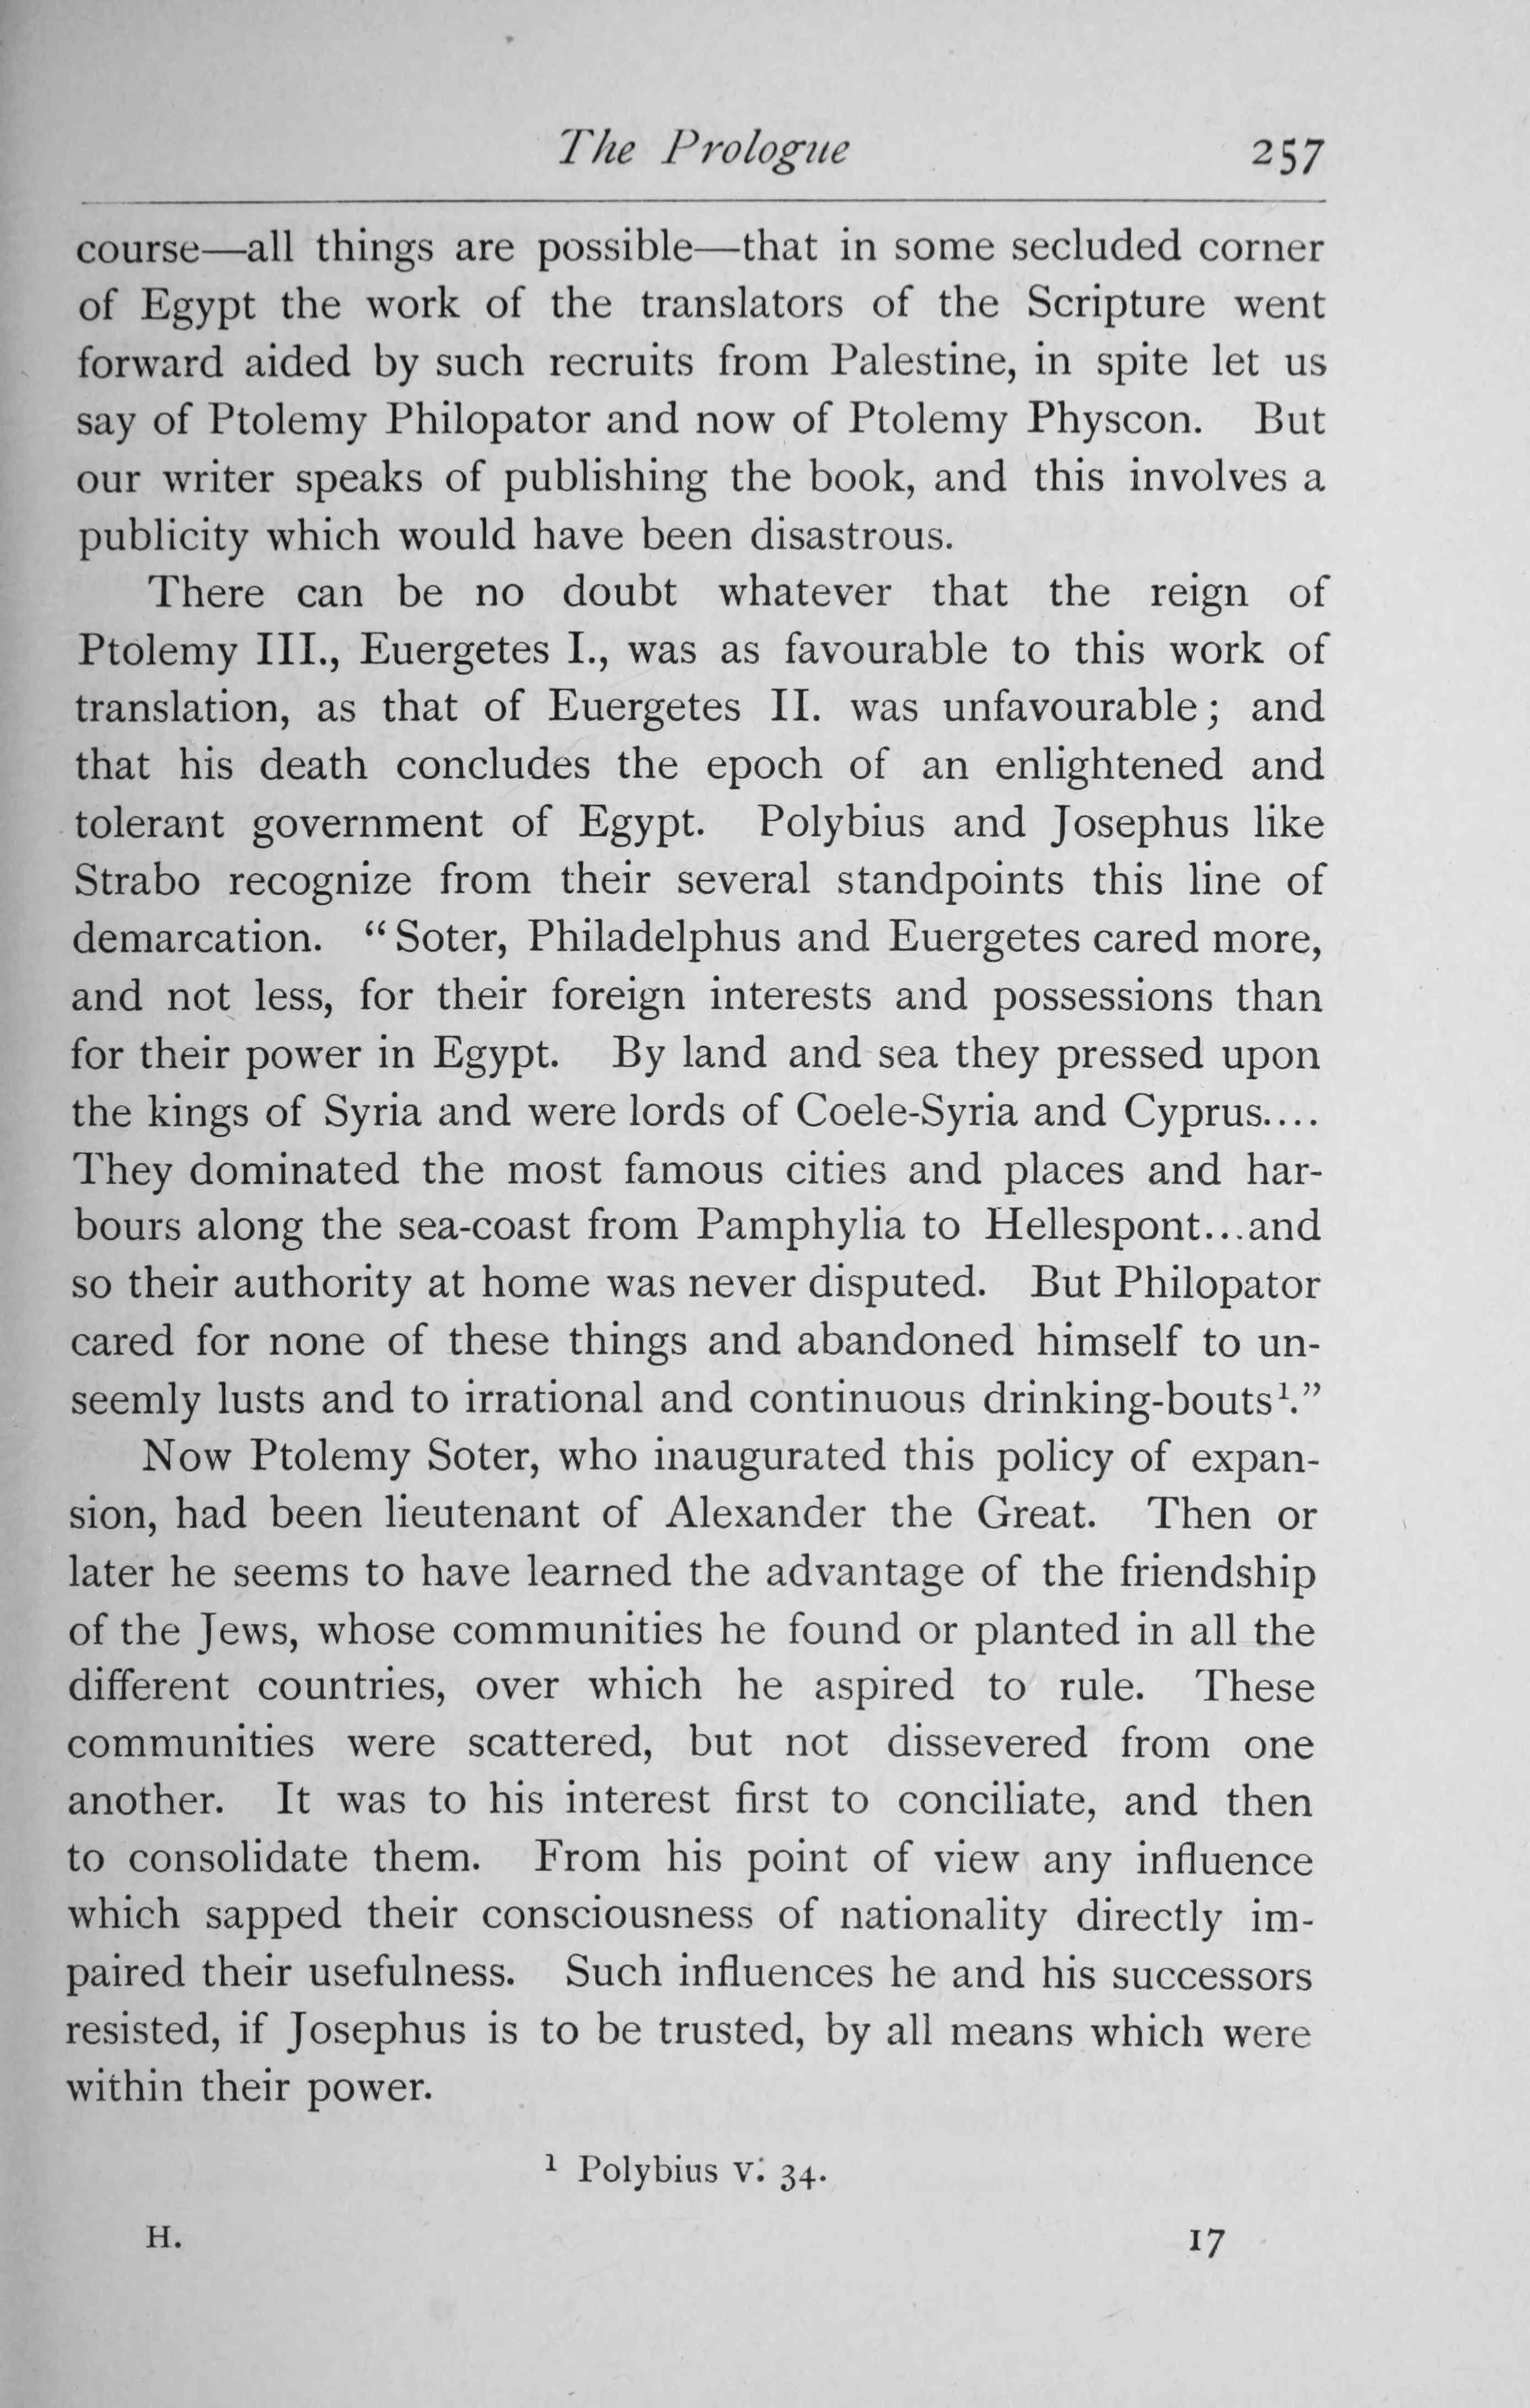 The Prologue 257
course—all things are possible—that in some secluded corner
of Egypt the work of the translators of the Scripture went
forward aided by such recruits from Palestine, in spite let us
say of Ptolemy Philopator and now of Ptolemy Physcon. But
our writer speaks of publishing the book, and this involves a
publicity which would have been disastrous.
There can be no doubt whatever that the reign of
Ptolemy III., Euergetes I., was as favourable to this work of
translation, as that of Euergetes II. was unfavourable; and
that his death concludes the epoch of an enlightened and
tolerant government of Egypt. Polybius and Josephus like
Strabo recognize from their several standpoints this line of
demarcation. “Soter, Philadelphus and Euergetes cared more,
and not less, for their foreign interests and possessions than
for their power in Egypt. By land and sea they pressed upon
the kings of Syria and were lords of Coele-Syria and Cyprus....
They dominated the most famous cities and places and har-
bours along the sea-coast from Pamphylia to Hellespont...and
so their authority at home was never disputed. But Philopator
cared for none of these things and abandoned himself to un-
seemly lusts and to irrational and continuous drinking-bouts¹.”
Now Ptolemy Soter, who inaugurated this policy of expan-
sion, had been lieutenant of Alexander the Great. Then or
later he seems to have learned the advantage of the friendship
of the Jews, whose communities he found or planted in all the
different countries, over which he aspired to rule. These
communities were scattered, but not dissevered from one
another. It was to his interest first to conciliate, and then
to consolidate them. From his point of view any influence
which sapped their consciousness of nationality directly im-
paired their usefulness. Such influences he and his successors
resisted, if Josephus is to be trusted, by all means which were
within their power.
¹ Polybius v. 34.
H. 17